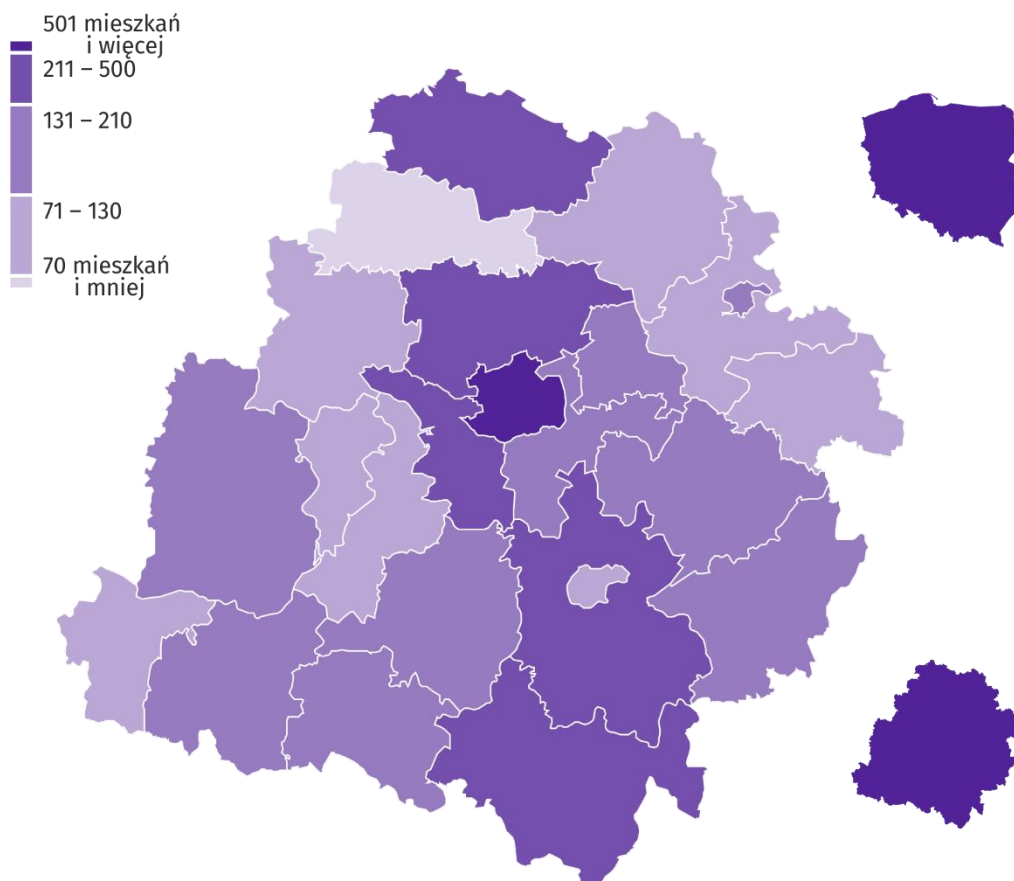 501 mieszkań
i więcej
211 – 500
131 – 210
71 – 130
70 mieszkań
i mniej